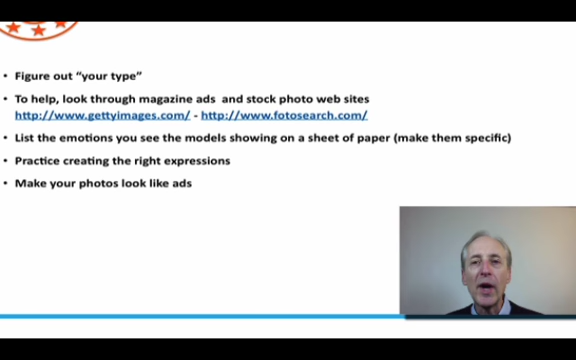 • Figure out “your type”
• To help, look through magazine ads and stock photo web sites
http://www.gettyimages.com/ - http://www.fotosearch.com/
• List the emotions you see the models showing on a sheet of paper (make them specific)
• Practice creating the right expressions
• Make your photos look like ads